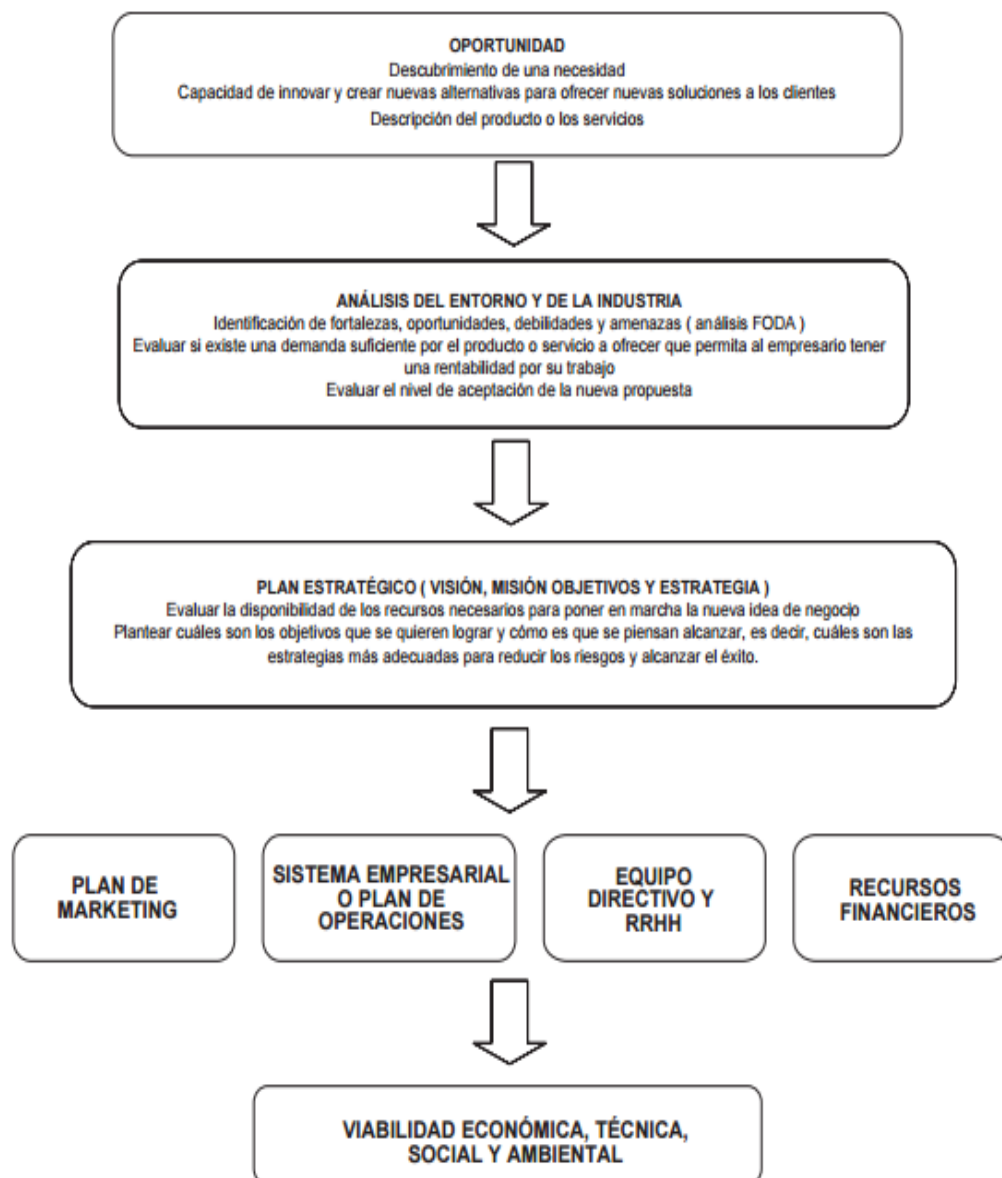 OPORTUNIDAD
Descubrimiento de una necesidad
Capacidad de innovar y crear nuevas alternativas para ofrecer nuevas soluciones a los clientes
Descripción del producto o los servicios
ANÁLISIS DEL ENTORNO Y DE LA INDUSTRIA
Identificación de fortalezas, oportunidades, debilidades y amenazas ( análisis FODA )
Evaluar si existe una demanda suficiente por el producto o servicio a ofrecer que permita al empresario tener
una rentabilidad por su trabajo
Evaluar el nivel de aceptación de la nueva propuesta
PLAN ESTRATÉGICO ( VISIÓN, MISIÓN OBJETIVOS Y ESTRATEGIA )
Evaluar la disponibilidad de los recursos necesarios para poner en marcha la nueva idea de negocio
Plantear cuáles son los objetivos que se quieren lograr y cómo es que se piensan alcanzar, es decir, cuáles son las
estrategias más adecuadas para reducir los riesgos y alcanzar el éxito.
PLAN DE
MARKETING
SISTEMA EMPRESARIAL
O PLAN DE
OPERACIONES
EQUIPO
DIRECTIVO Y
RRHH
RECURSOS
FINANCIEROS
VIABILIDAD ECONÓMICA, TÉCNICA,
SOCIAL Y AMBIENTAL